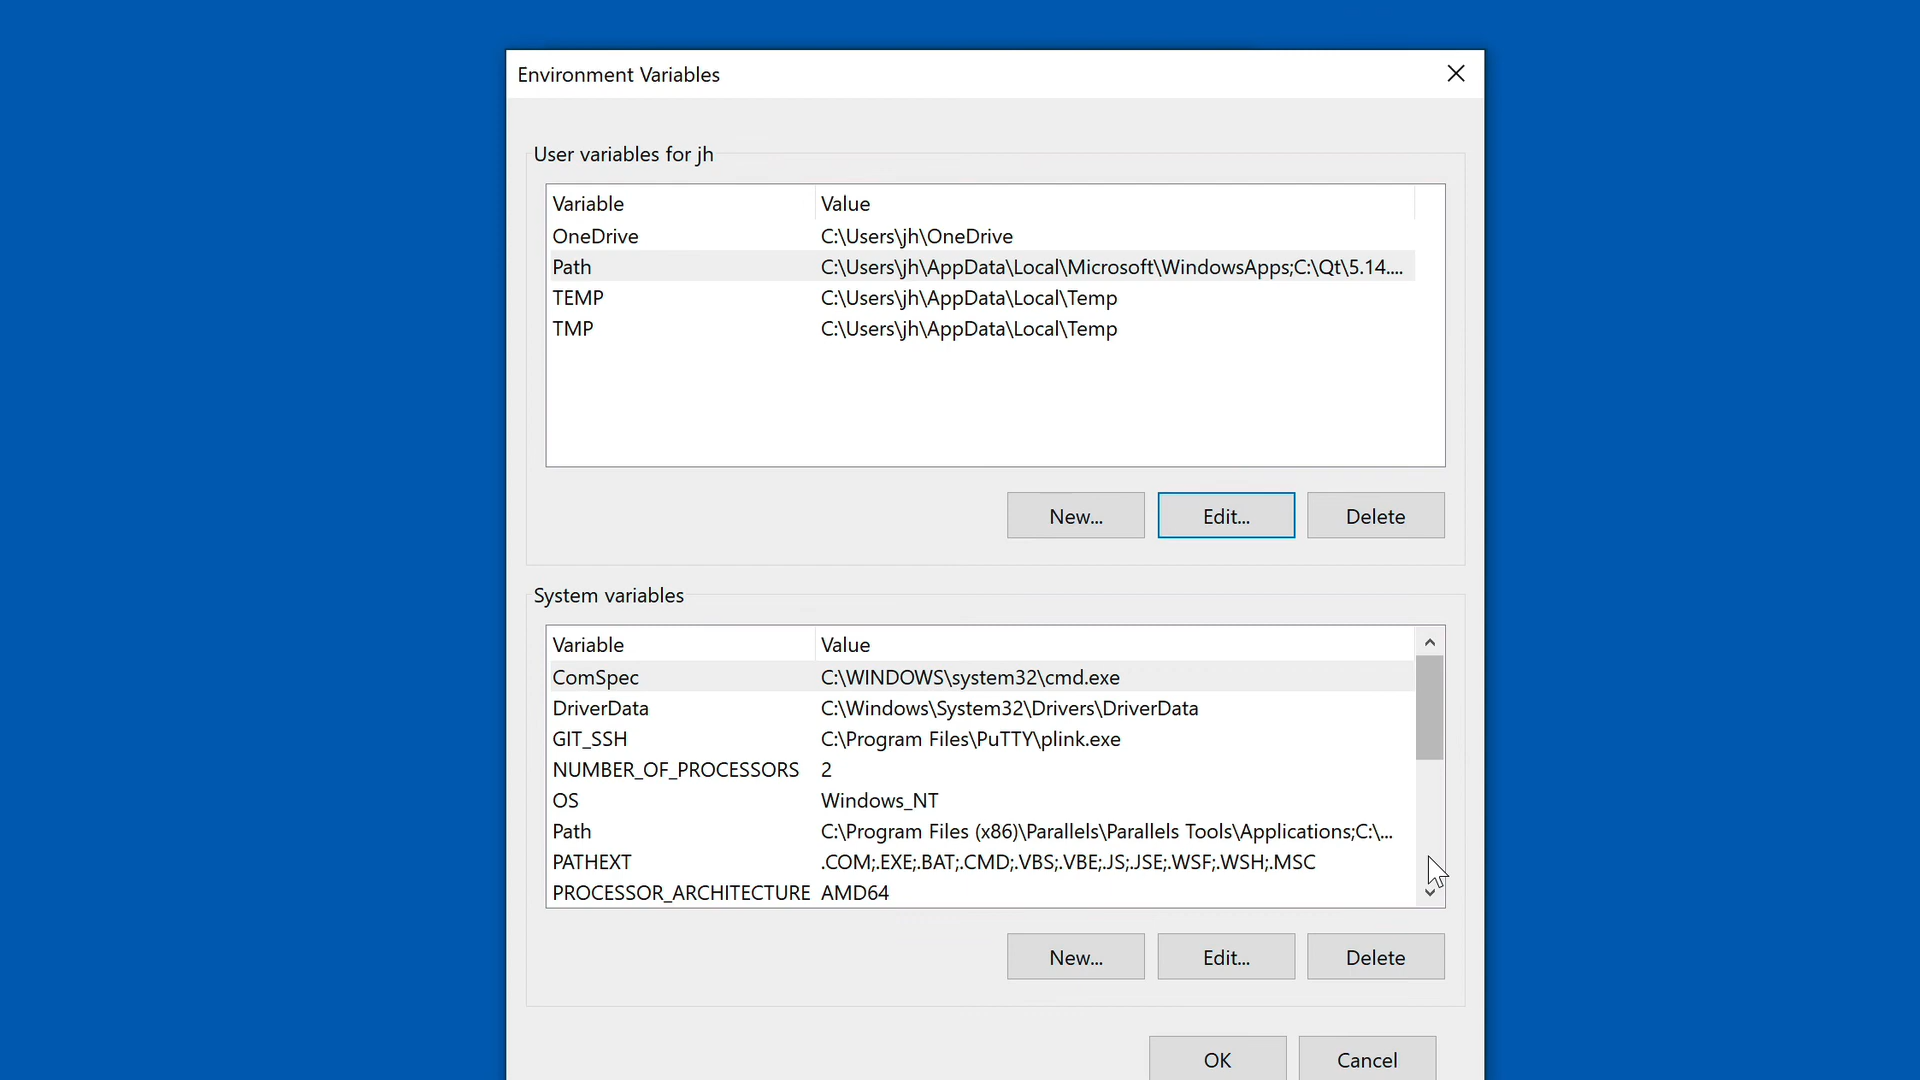 Environment Variables
User variables for jh
Variable Value
OneDrive C:\Users\jh\OneDrive
Path C:\Users\jh\AppData\Local\Microsoft\WindowsApps;C:\Qt\5.14....
TEMP C:\Users\jh\AppData\Local\Temp
TMP C:\Users\jh\AppData\Local\Temp
New... Edit... Delete
System variables
Variable Value
ComSpec C:\WINDOWS\system32\cmd.exe
DriverData C:\Windows\System32\Drivers\DriverData
GIT_SSH C:\Program Files\PuTTY\plink.exe
NUMBER_OF_PROCESSORS 2
OS Windows_NT
Path C:\Program Files (x86)\Parallels\Parallels Tools\Applications;C:\...
PATHEXT .COM;.EXE;.BAT;.CMD;.VBS;.VBE;.JS;.JSE;.WSF;.WSH;.MSC
PROCESSOR_ARCHITECTURE AMD64
New... Edit... Delete
OK Cancel